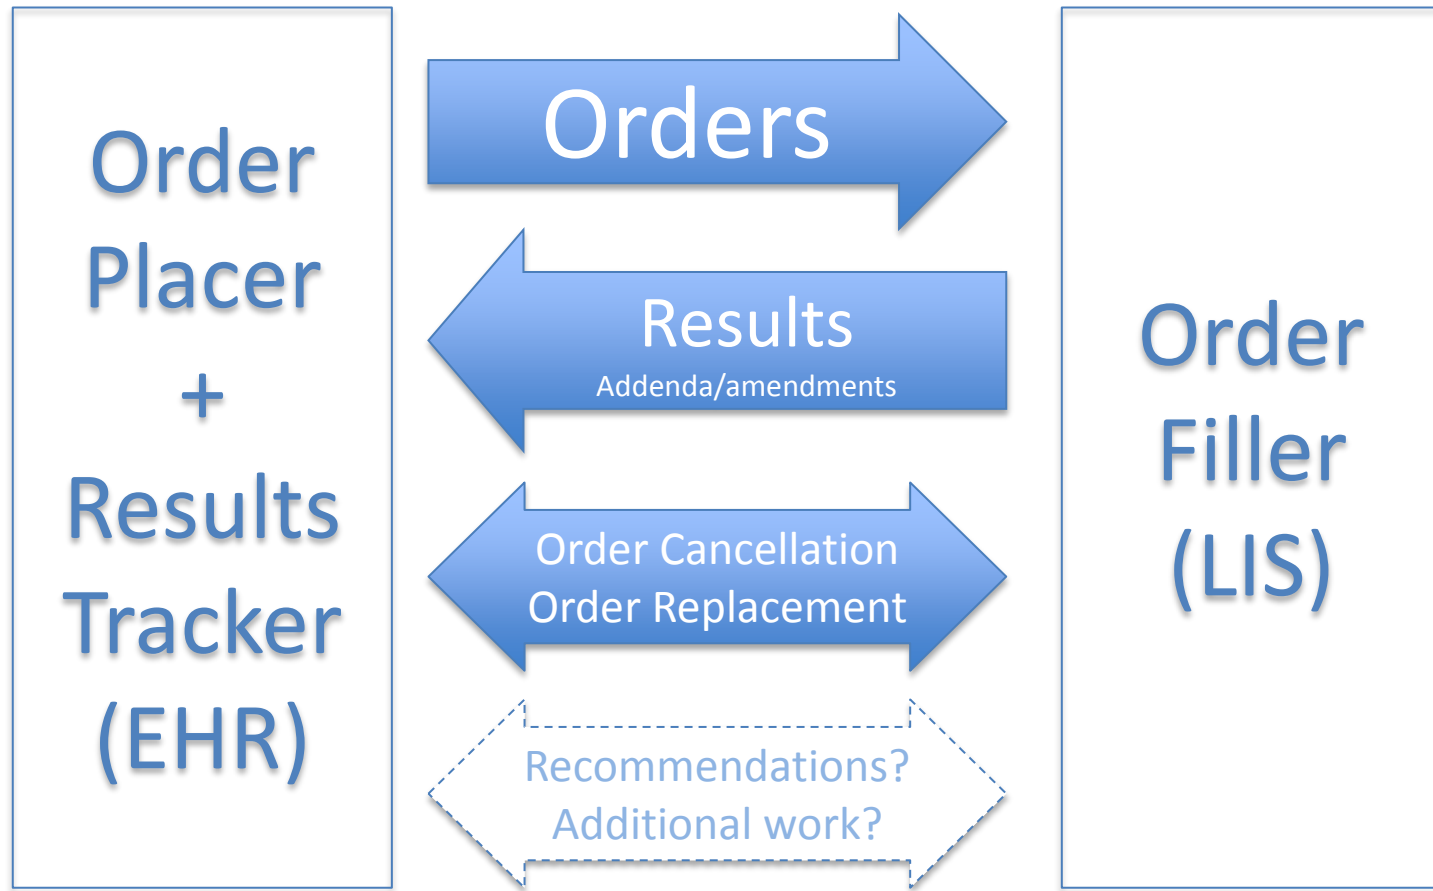 Order
Placer
+
Results
Tracker
(EHR)
Orders
Results
Addenda/amendments
Order Cancellation
Order Replacement
Recommendations?
Additional work?
Order
Filler
(LIS)